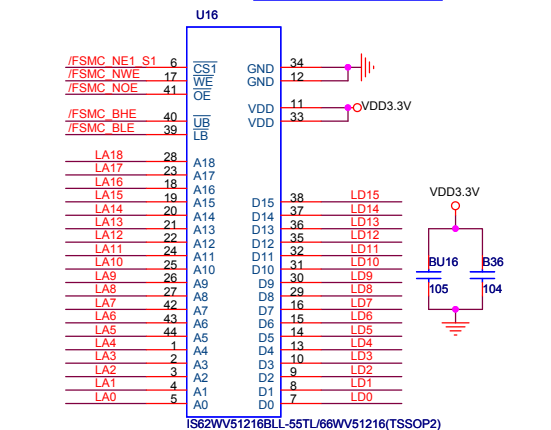 U16
/FSMC_NE1_S1 6 CS1 GND 34
/FSMC_NWE 17 WE GND 12
/FSMC_NOE 41 OE
VDD 11 VDD3.3V
/FSMC_BHE 40 UB VDD 33
/FSMC_BLE 39 LB
LA18 28 A18
LA17 23 A17
LA16 18 A16
LA15 19 A15 D15 38 LD15
LA14 20 A14 D14 37 LD14
LA13 21 A13 D13 36 LD13
LA12 22 A12 D12 35 LD12
LA11 24 A11 D11 32 LD11
LA10 25 A10 D10 31 LD10
LA9 26 A9 D9 30 LD9
LA8 27 A8 D8 29 LD8
LA7 42 A7 D7 16 LD7
LA6 43 A6 D6 15 LD6
LA5 44 A5 D5 14 LD5
LA4 1 A4 D4 13 LD4
LA3 2 A3 D3 10 LD3
LA2 3 A2 D2 9 LD2
LA1 4 A1 D1 8 LD1
LA0 5 A0 D0 7 LD0
IS62WV51216BLL-55TL/66WV51216(TSSOP2)
VDD3.3V
BU16 B36
105 104